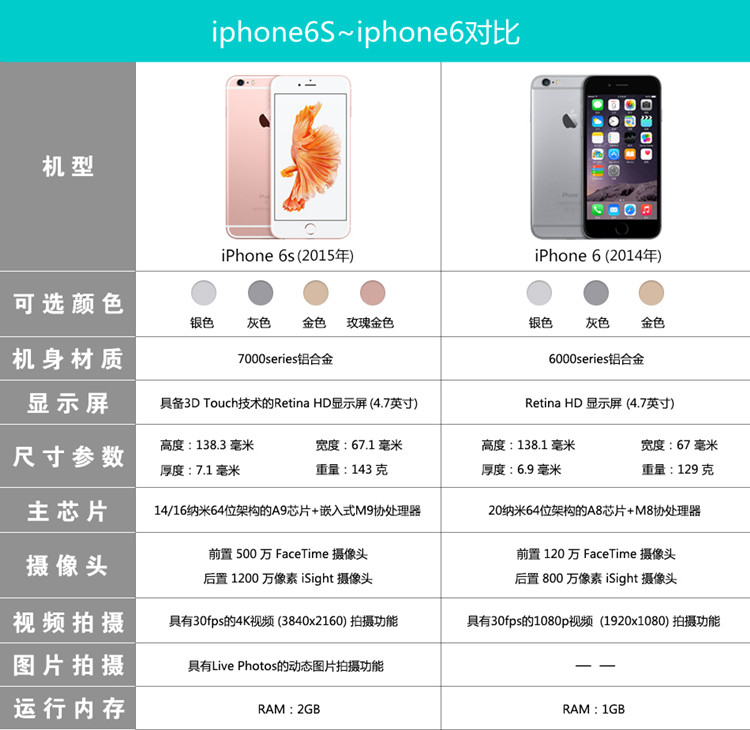 iphone6S~iphone6对比
机型
iPhone 6s (2015年)
iPhone 6 (2014年)
可选颜色
银色 灰色 金色 玫瑰金色
银色 灰色 金色
机身材质
7000series铝合金
6000series铝合金
显示屏
具备3D Touch技术的Retina HD显示屏 (4.7英寸)
Retina HD 显示屏 (4.7英寸)
尺寸参数
高度：138.3 毫米 宽度：67.1 毫米
厚度：7.1 毫米 重量：143 克
高度：138.1 毫米 宽度：67 毫米
厚度：6.9 毫米 重量：129 克
主芯片
14/16纳米64位架构的A9芯片+嵌入式M9协处理器
20纳米64位架构的A8芯片+M8协处理器
摄像头
前置 500 万 FaceTime 摄像头
后置 1200 万像素 iSight 摄像头
前置 120 万 FaceTime 摄像头
后置 800 万像素 iSight 摄像头
视频拍摄
具有30fps的4K视频 (3840x2160) 拍摄功能
具有30fps的1080p视频 (1920x1080) 拍摄功能
图片拍摄
具有Live Photos的动态图片拍摄功能
— —
运行内存
RAM：2GB
RAM：1GB